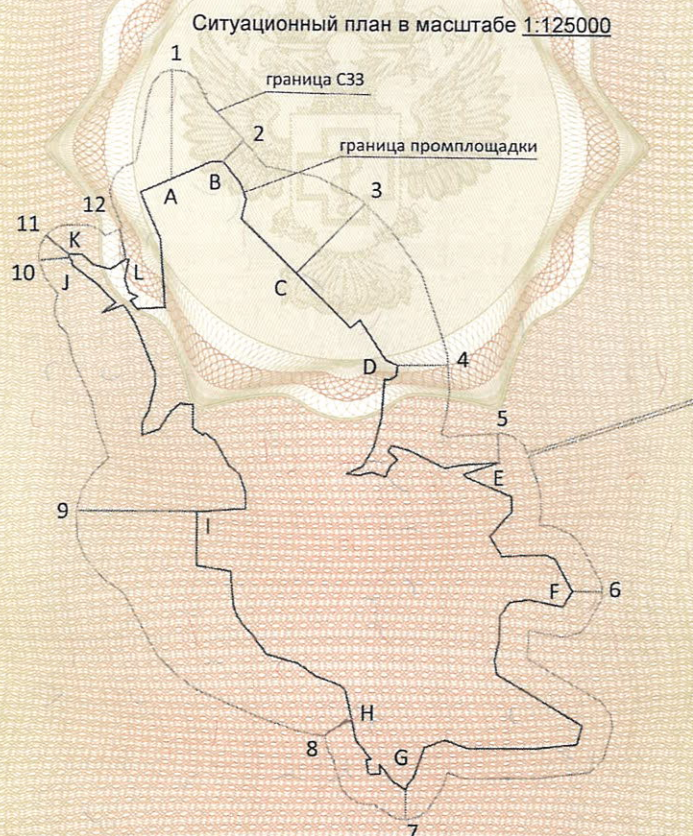 Ситуационный план в масштабе 1:125000
1
граница СЗЗ
2
граница промплощадки
A
B
3
12
11
K
10
J
L
C
D
4
5
E
9
I
F
6
H
8
G
7